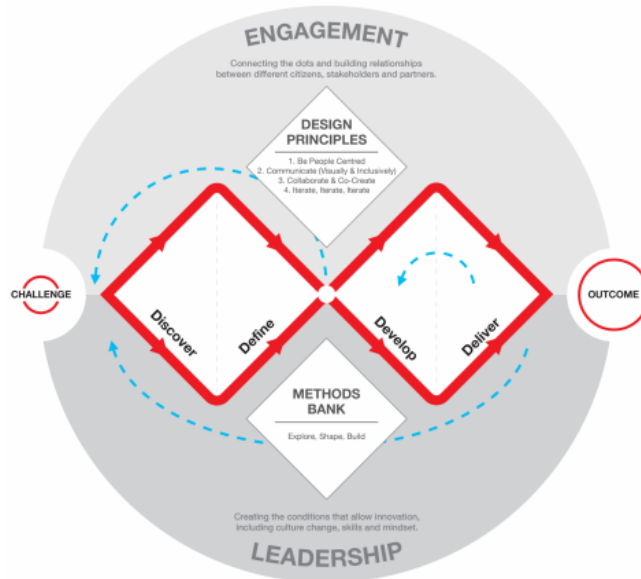 ENGAGEMENT
Connecting the dots and building relationships
between different citizens, stakeholders and partners.
DESIGN
PRINCIPLES
1. Be People Centred
2. Communicate (Visually & Inclusively)
3. Collaborate & Co-Create
4. Iterate, Iterate, Iterate
CHALLENGE
OUTCOME
Discover
Define
Develop
Deliver
METHODS
BANK
Explore, Shape, Build
Creating the conditions that allow innovation,
including culture change, skills and mindset.
LEADERSHIP